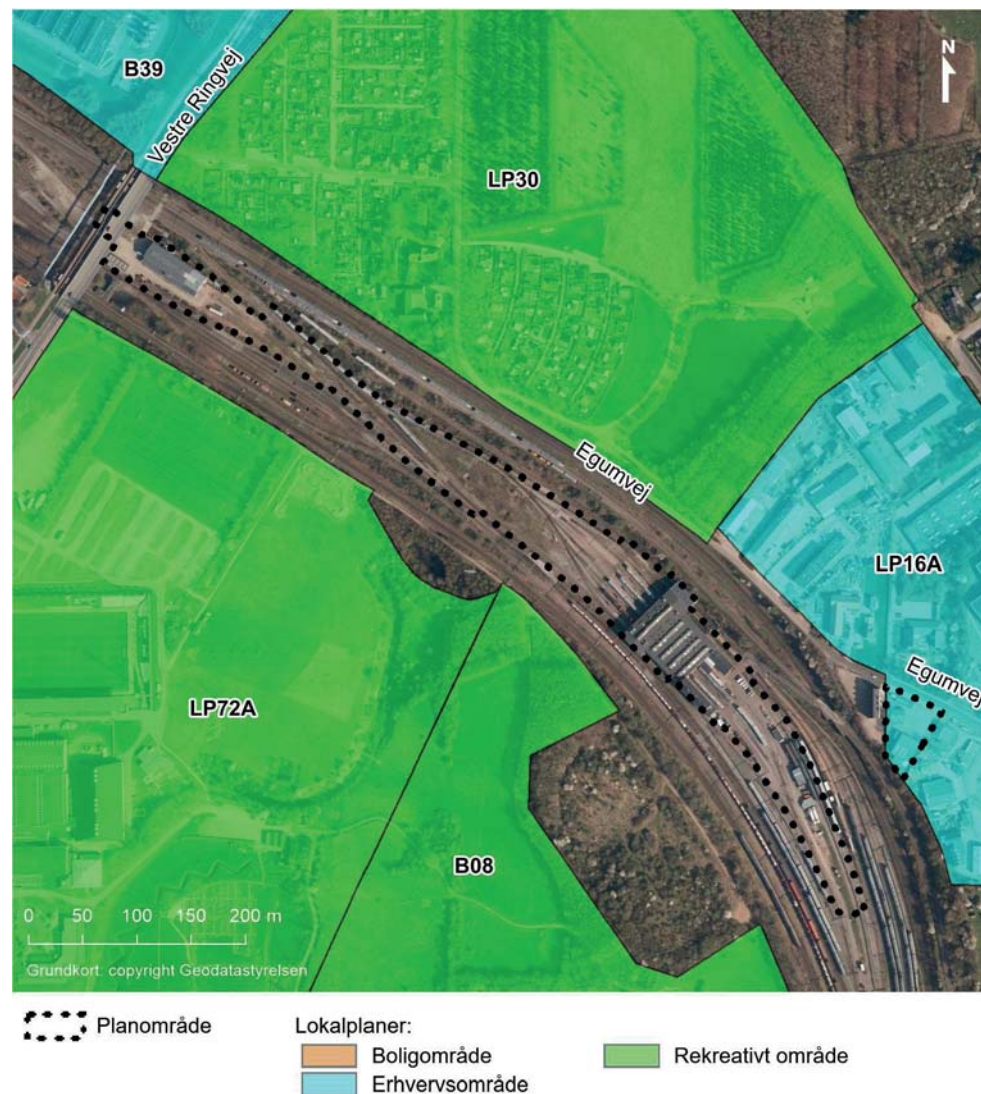 N
B39
Vestre Ringvej
LP30
Egumvej
LP16A
Egumvej
LP72A
B08
0 50 100 150 200 m
Grundkort: copyright Geodatastyrelsen
Planområde
Lokalplaner:
Boligområde
Rekreativt område
Erhvervsområde